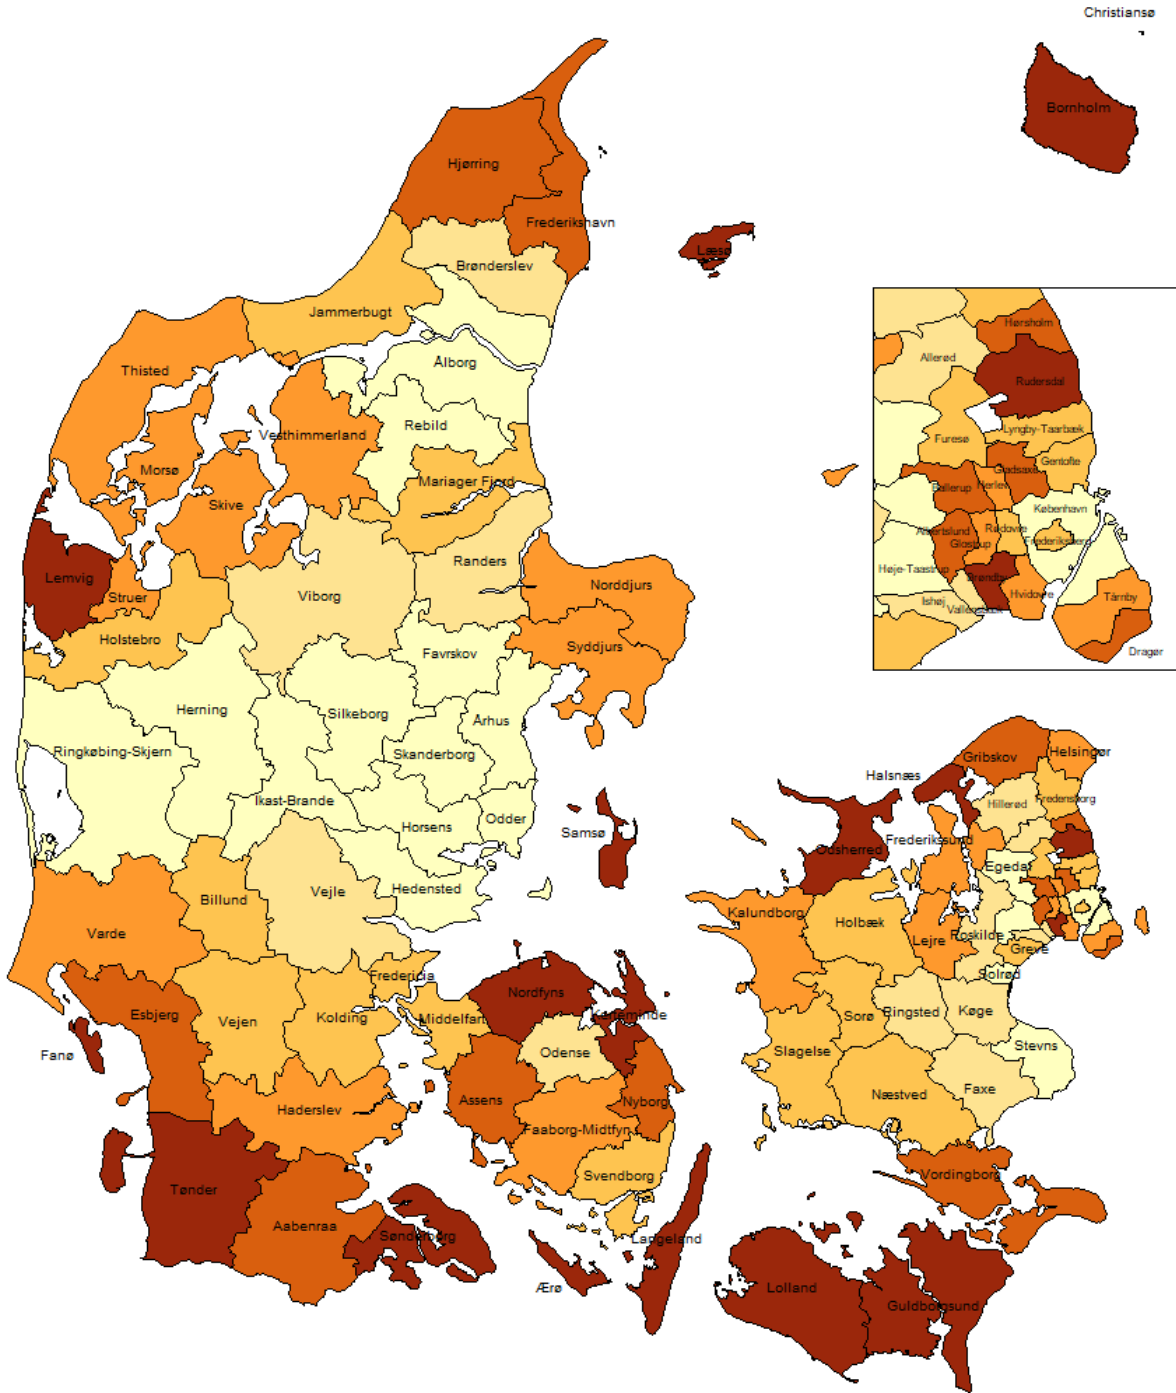 Christiansø
Bornholm
Hjørring
Frederikshavn
Læsø
Brønderslev
Jammerbugt
Ålborg
Thisted
Rebild
Vesthimmerland
Morsø
Mariager Fjord
Skive
Randers
Lemvig
Struer
Viborg
Norddjurs
Holstebro
Favrskov
Syddjurs
Herning
Silkeborg
Århus
Ringkøbing-Skjern
Skanderborg
Ikast-Brande
Horsens
Odder
Samsø
Hedensted
Vejle
Billund
Varde
Fredericia
Esbjerg
Vejen
Kolding
Middelfart
Nordfyns
Kerteminde
Fanø
Odense
Assens
Nyborg
Haderslev
Faaborg-Midtfyn
Svendborg
Tønder
Aabenraa
Sønderborg
Langeland
Ærø
Hørsholm
Allerød
Rudersdal
Lyngby-Taarbæk
Furesø
Gentofte
Gladsaxe
Ballerup
Herlev
København
Albertslund
Rødovre
Glostrup
Frederiksberg
Høje-Taastrup
Brøndby
Hvidovre
Tårnby
Ishøj
Vallensbæk
Dragør
Gribskov
Helsingør
Halsnæs
Hillerød
Fredensborg
Frederikssund
Odsherred
Egedal
Kalundborg
Holbæk
Lejre
Roskilde
Greve
Solrød
Sorø
Ringsted
Køge
Stevns
Slagelse
Næstved
Faxe
Vordingborg
Lolland
Guldborgsund